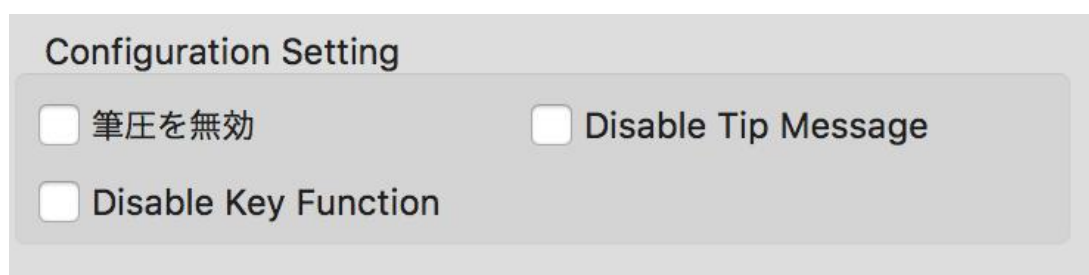 Configuration Setting
筆圧を無効
Disable Tip Message
Disable Key Function